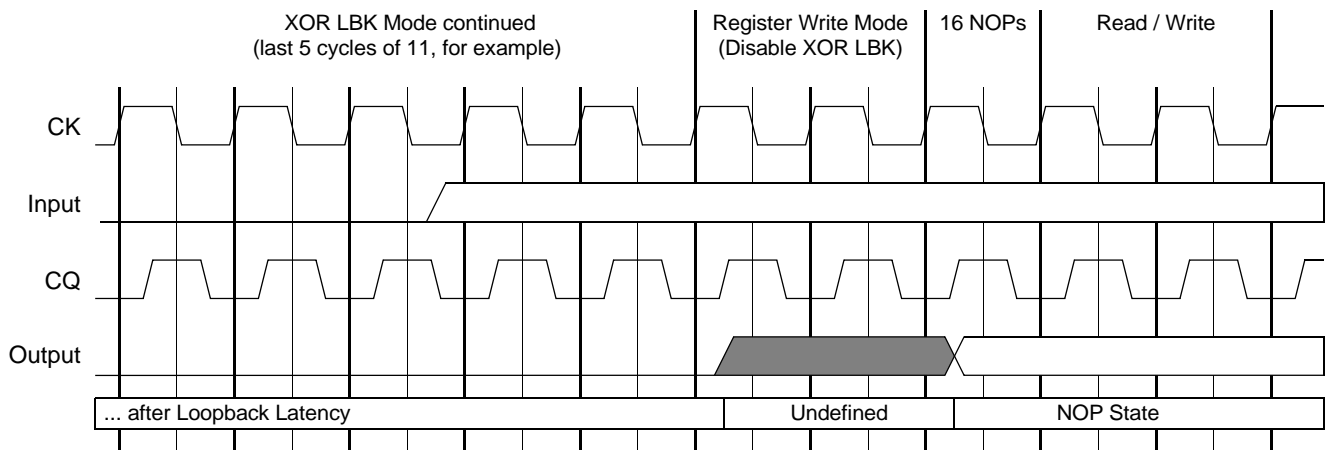 XOR LBK Mode continued
(last 5 cycles of 11, for example)
Register Write Mode
(Disable XOR LBK)
16 NOPs
Read / Write
CK
Input
CQ
Output
... after Loopback Latency
Undefined
NOP State